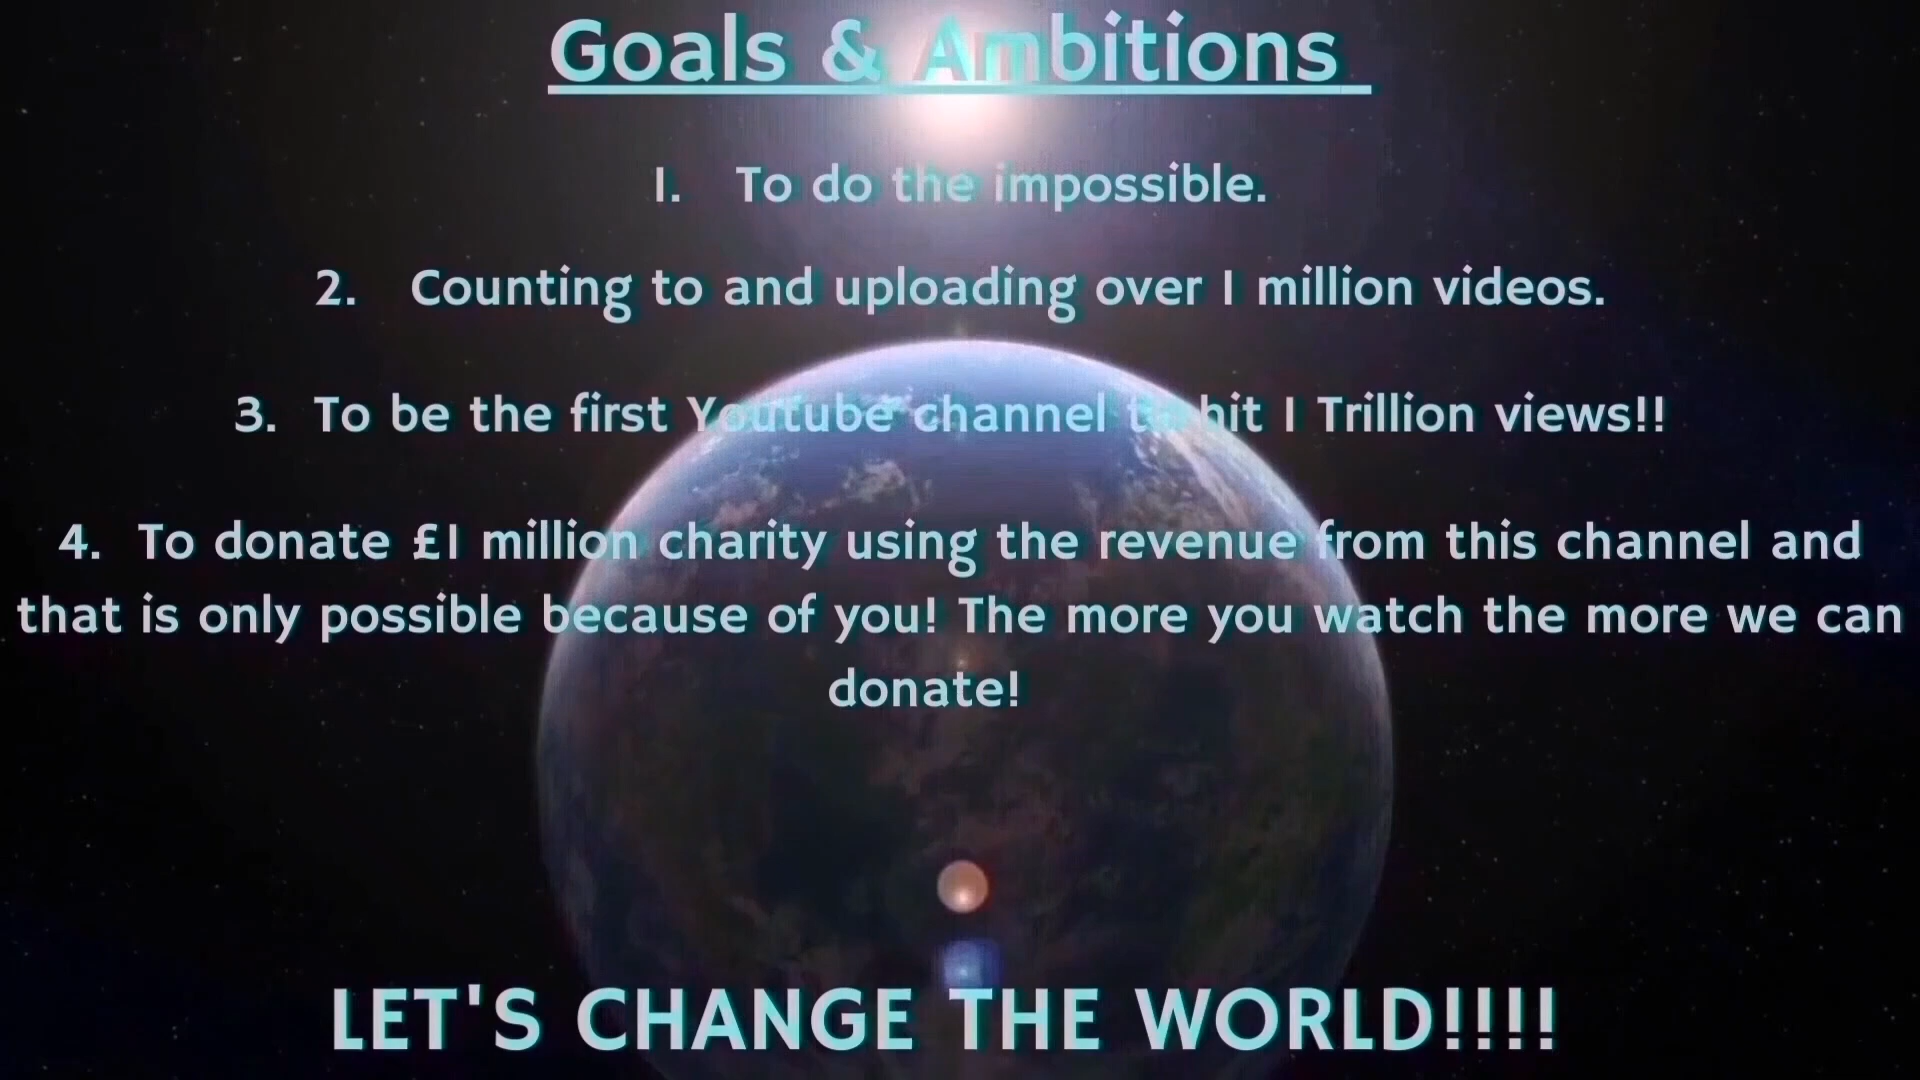 Goals & Ambitions
1. To do the impossible.
2. Counting to and uploading over 1 million videos.
3. To be the first Youtube channel to hit 1 Trillion views!!
4. To donate £1 million charity using the revenue from this channel and
that is only possible because of you! The more you watch the more we can
donate!
LET'S CHANGE THE WORLD!!!!